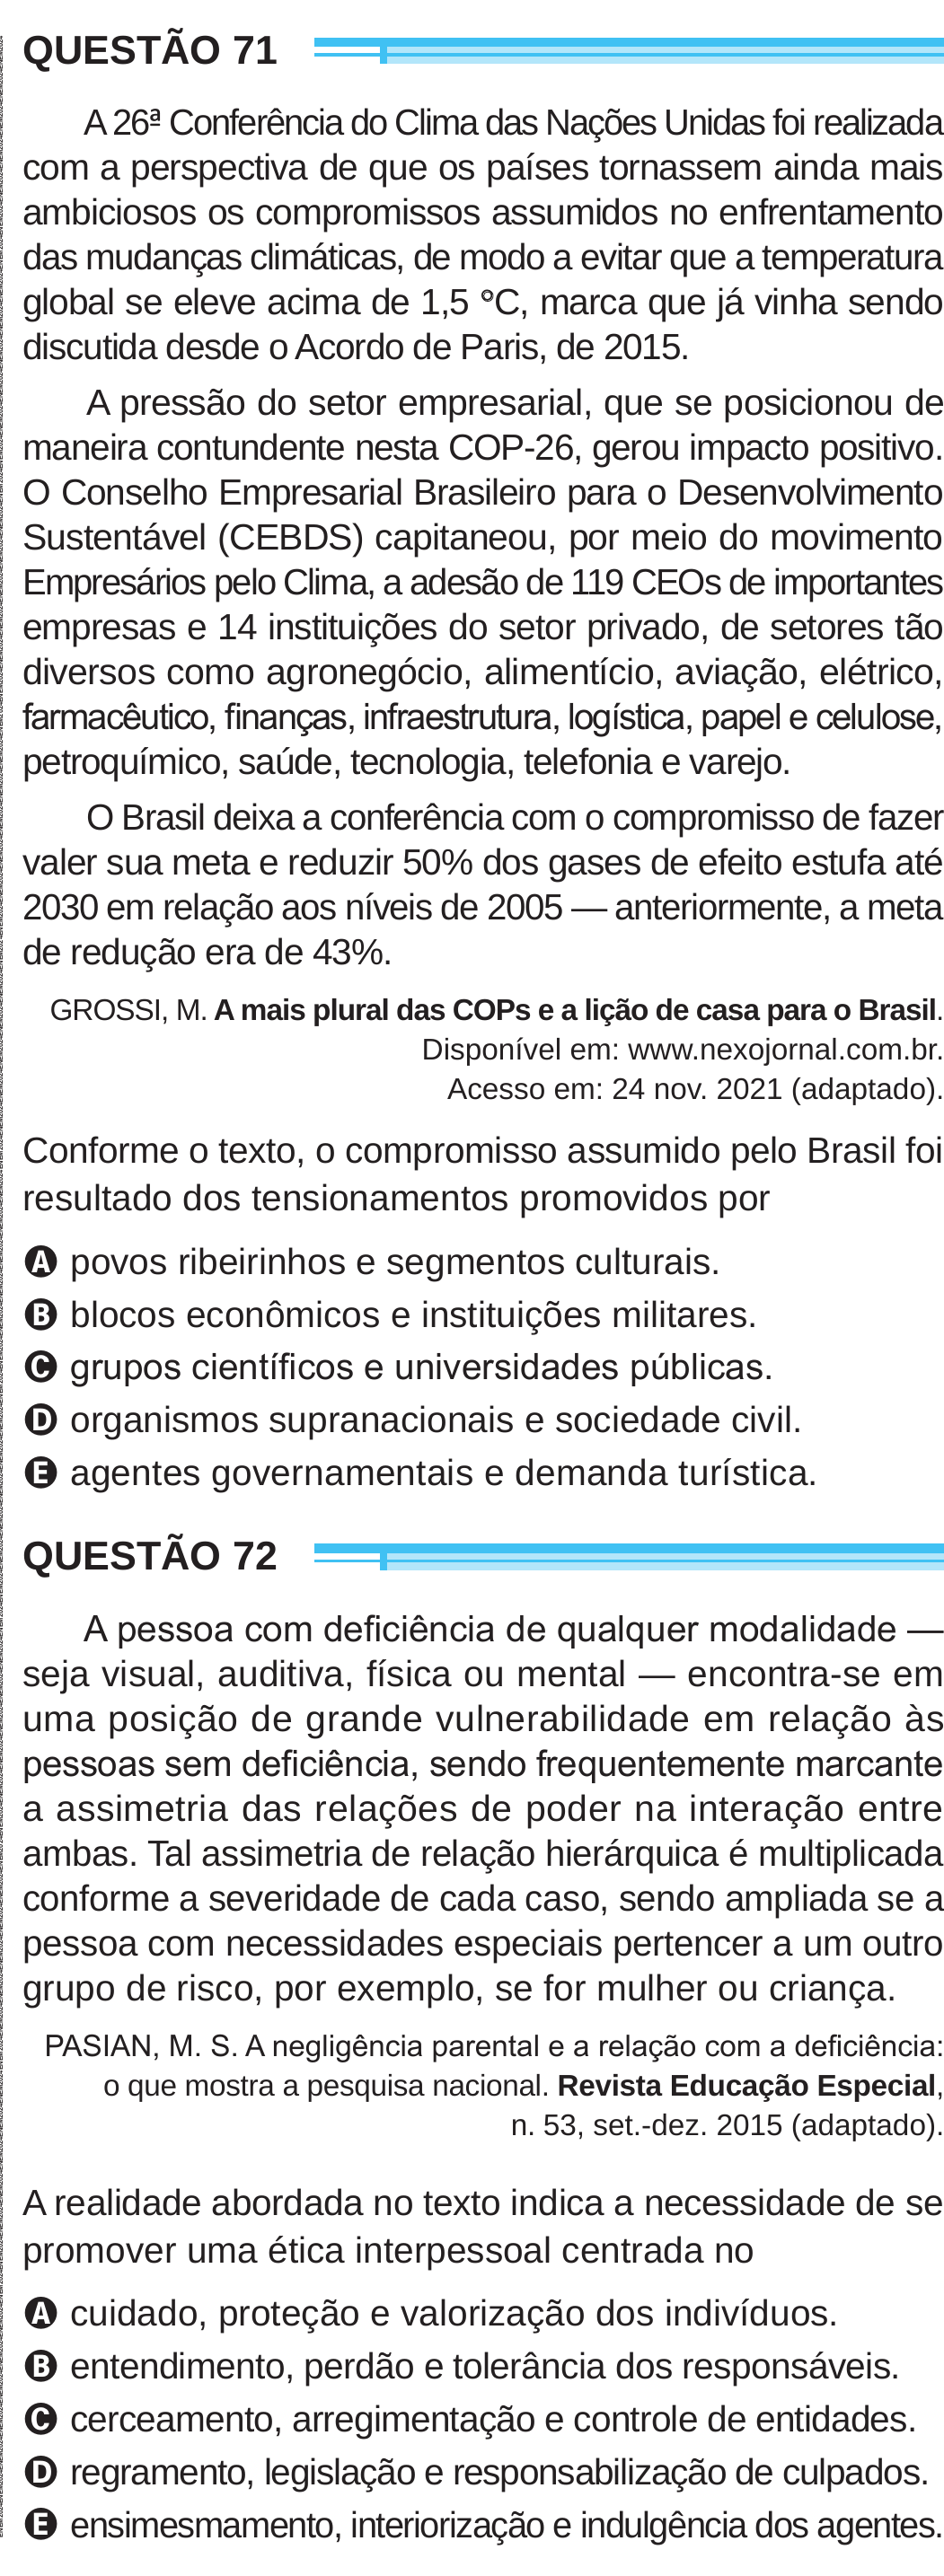 QUESTÃO 71
A 26ª Conferência do Clima das Nações Unidas foi realizada
com a perspectiva de que os países tornassem ainda mais
ambiciosos os compromissos assumidos no enfrentamento
das mudanças climáticas, de modo a evitar que a temperatura
global se eleve acima de 1,5 °C, marca que já vinha sendo
discutida desde o Acordo de Paris, de 2015.
A pressão do setor empresarial, que se posicionou de
maneira contundente nesta COP-26, gerou impacto positivo.
O Conselho Empresarial Brasileiro para o Desenvolvimento
Sustentável (CEBDS) capitaneou, por meio do movimento
Empresários pelo Clima, a adesão de 119 CEOs de importantes
empresas e 14 instituições do setor privado, de setores tão
diversos como agronegócio, alimentício, aviação, elétrico,
farmacêutico, finanças, infraestrutura, logística, papel e celulose,
petroquímico, saúde, tecnologia, telefonia e varejo.
O Brasil deixa a conferência com o compromisso de fazer
valer sua meta e reduzir 50% dos gases de efeito estufa até
2030 em relação aos níveis de 2005 — anteriormente, a meta
de redução era de 43%.
GROSSI, M. A mais plural das COPs e a lição de casa para o Brasil.
Disponível em: www.nexojornal.com.br.
Acesso em: 24 nov. 2021 (adaptado).
Conforme o texto, o compromisso assumido pelo Brasil foi
resultado dos tensionamentos promovidos por
A povos ribeirinhos e segmentos culturais.
B blocos econômicos e instituições militares.
C grupos científicos e universidades públicas.
D organismos supranacionais e sociedade civil.
E agentes governamentais e demanda turística.
QUESTÃO 72
A pessoa com deficiência de qualquer modalidade —
seja visual, auditiva, física ou mental — encontra-se em
uma posição de grande vulnerabilidade em relação às
pessoas sem deficiência, sendo frequentemente marcante
a assimetria das relações de poder na interação entre
ambas. Tal assimetria de relação hierárquica é multiplicada
conforme a severidade de cada caso, sendo ampliada se a
pessoa com necessidades especiais pertencer a um outro
grupo de risco, por exemplo, se for mulher ou criança.
PASIAN, M. S. A negligência parental e a relação com a deficiência:
o que mostra a pesquisa nacional. Revista Educação Especial,
n. 53, set.-dez. 2015 (adaptado).
A realidade abordada no texto indica a necessidade de se
promover uma ética interpessoal centrada no
A cuidado, proteção e valorização dos indivíduos.
B entendimento, perdão e tolerância dos responsáveis.
C cerceamento, arregimentação e controle de entidades.
D regramento, legislação e responsabilização de culpados.
E ensimesmamento, interiorização e indulgência dos agentes.